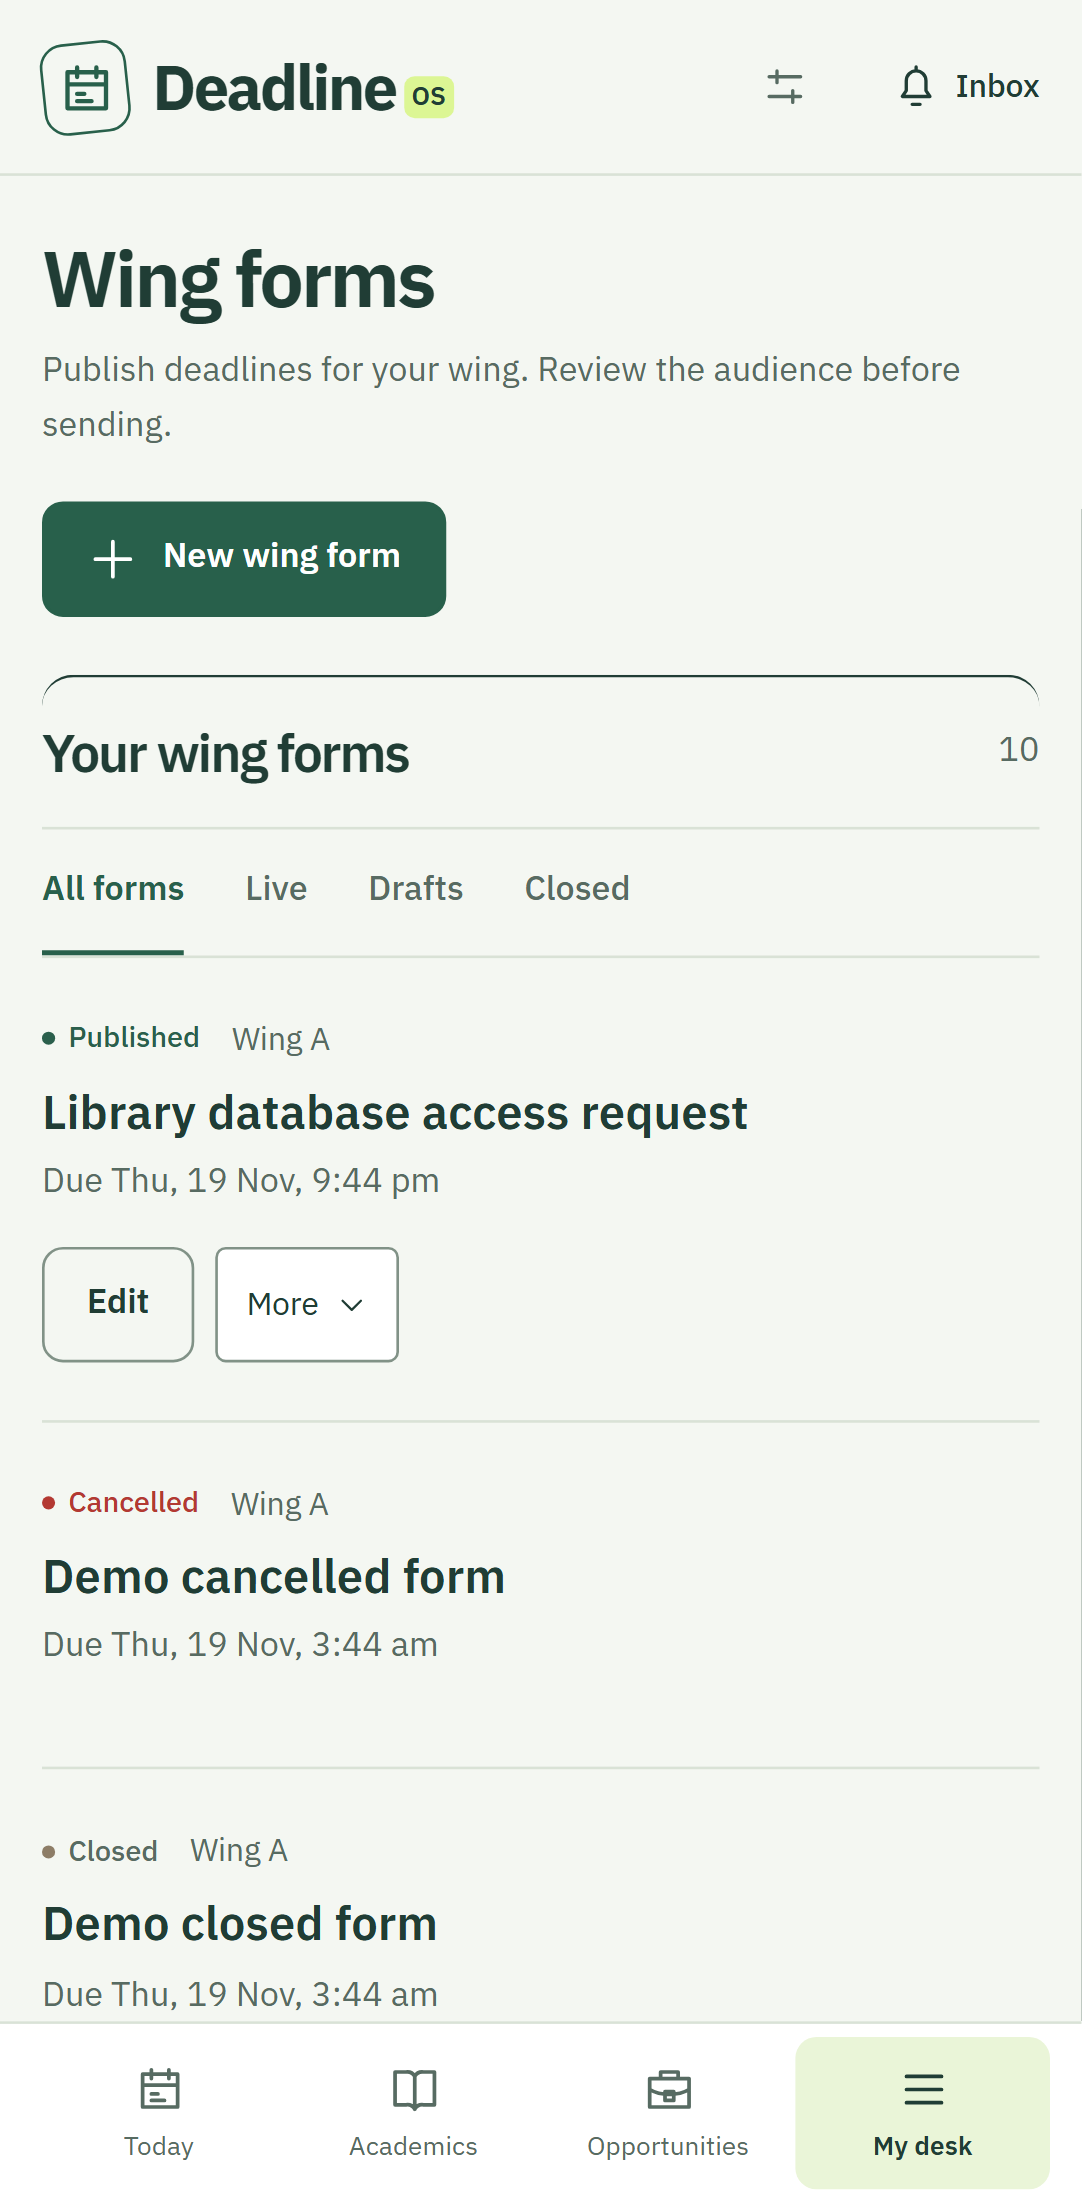 Deadline OS
Inbox
Wing forms
Publish deadlines for your wing. Review the audience before
sending.
New wing form
Your wing forms
10
All forms Live Drafts Closed
Published Wing A
Library database access request
Due Thu, 19 Nov, 9:44 pm
Edit More
Cancelled Wing A
Demo cancelled form
Due Thu, 19 Nov, 3:44 am
Closed Wing A
Demo closed form
Due Thu, 19 Nov, 3:44 am
Today Academics Opportunities My desk